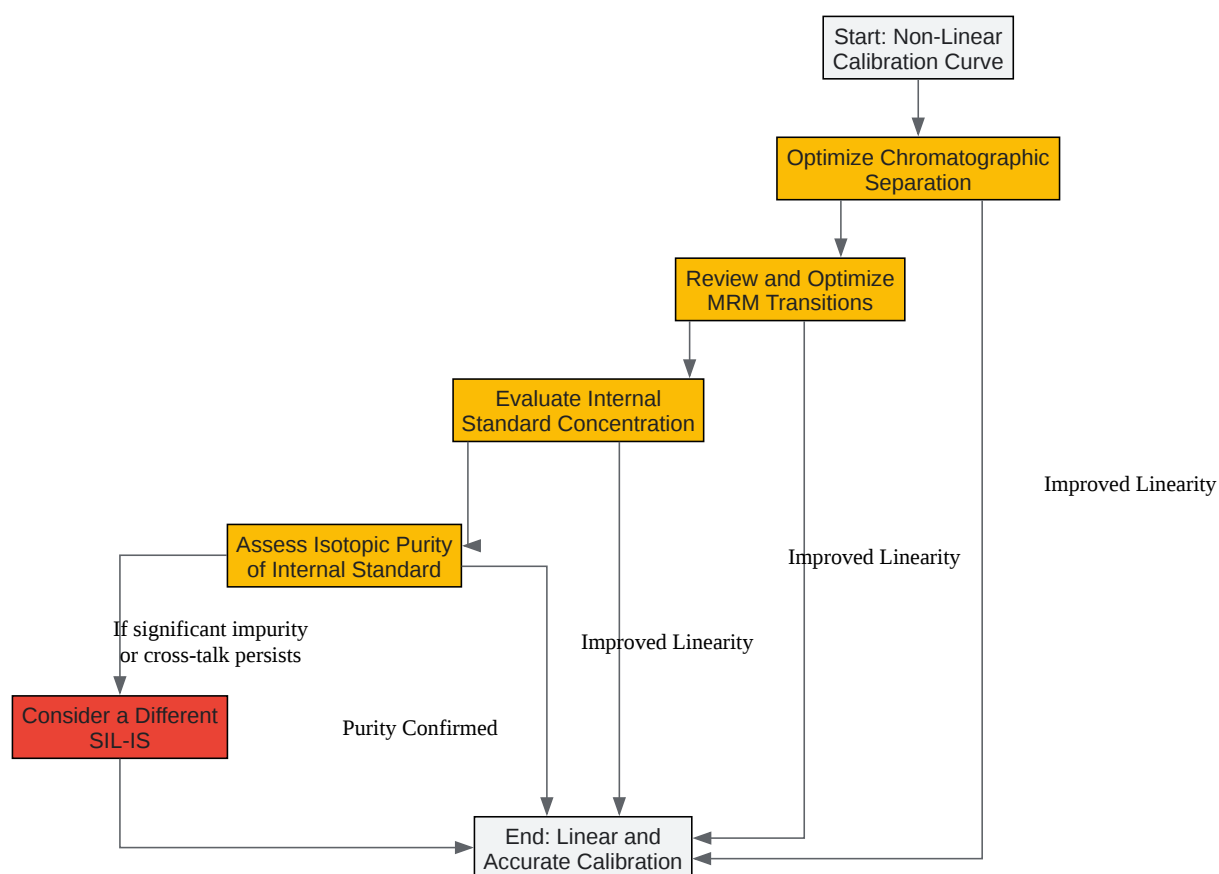 Start: Non-Linear
Calibration Curve
Optimize Chromatographic
Separation
Review and Optimize
MRM Transitions
Evaluate Internal
Standard Concentration
Improved Linearity
Assess Isotopic Purity
of Internal Standard
Improved Linearity
If significant impurity
or cross-talk persists
Improved Linearity
Consider a Different
SIL-IS
Purity Confirmed
End: Linear and
Accurate Calibration